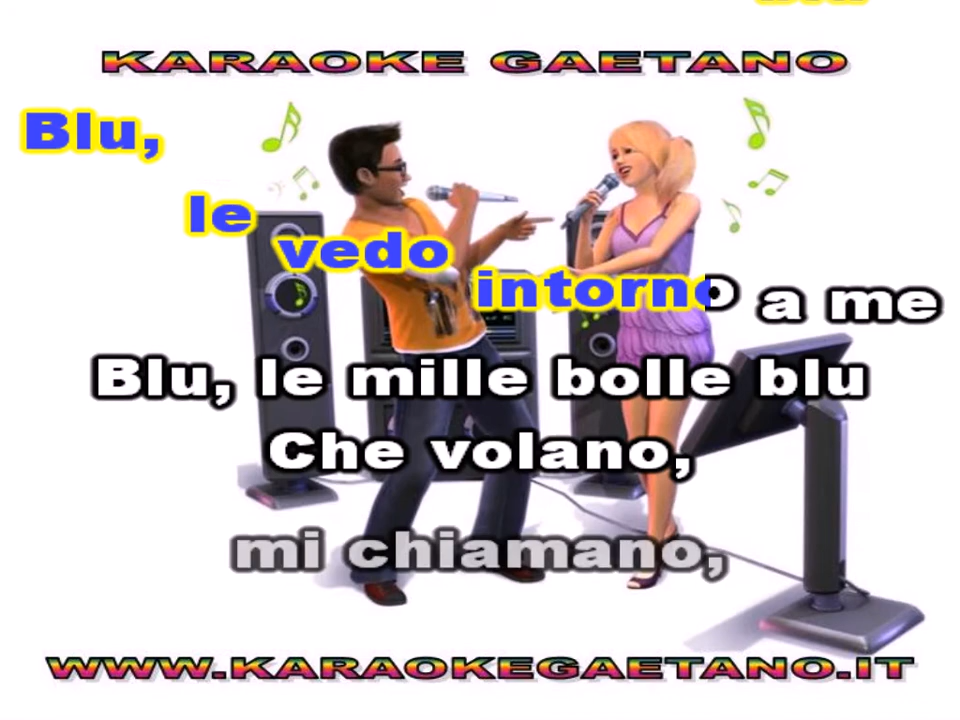 KARAOKE GAETANO
Blu, le vedo intorno a me
Blu, le mille bolle blu
Che volano,
mi chiamano,
WWW.KARAOKEGAETANO.IT